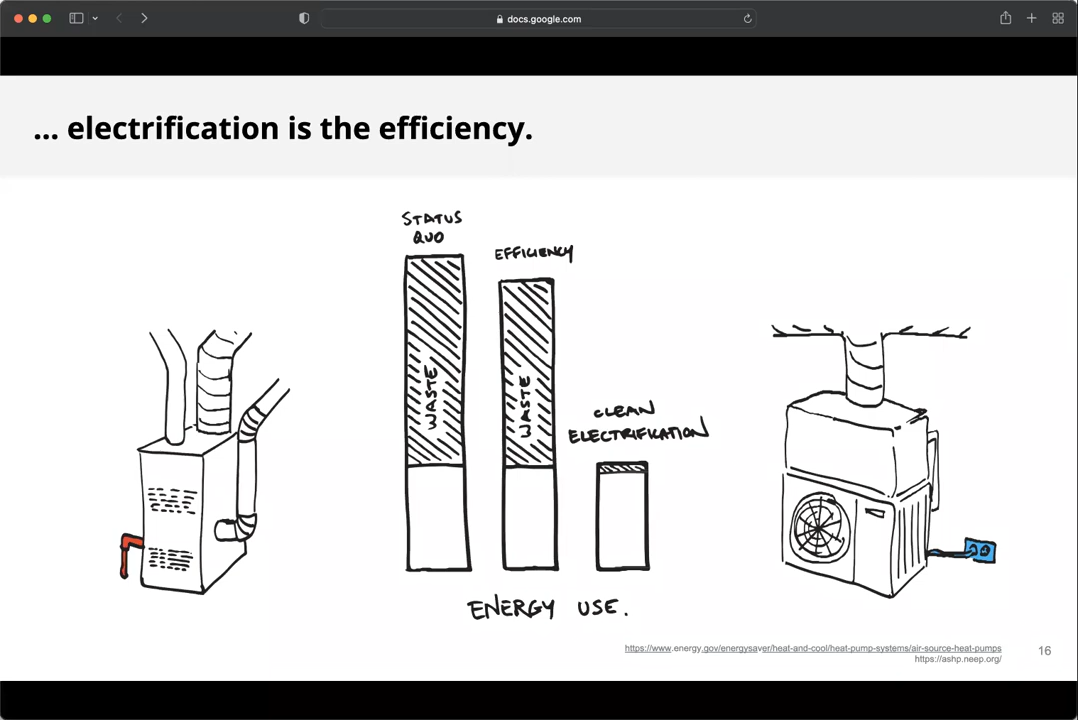 docs.google.com
... electrification is the efficiency.
STATUS
QUO
EFFICIENCY
WASTE
WASTE
CLEAN
ELECTRIFICATION
ENERGY USE.
https://www.energy.gov/energysaver/heat-and-cool/heat-pump-systems/air-source-heat-pumps
https://ashp.neep.org/
16